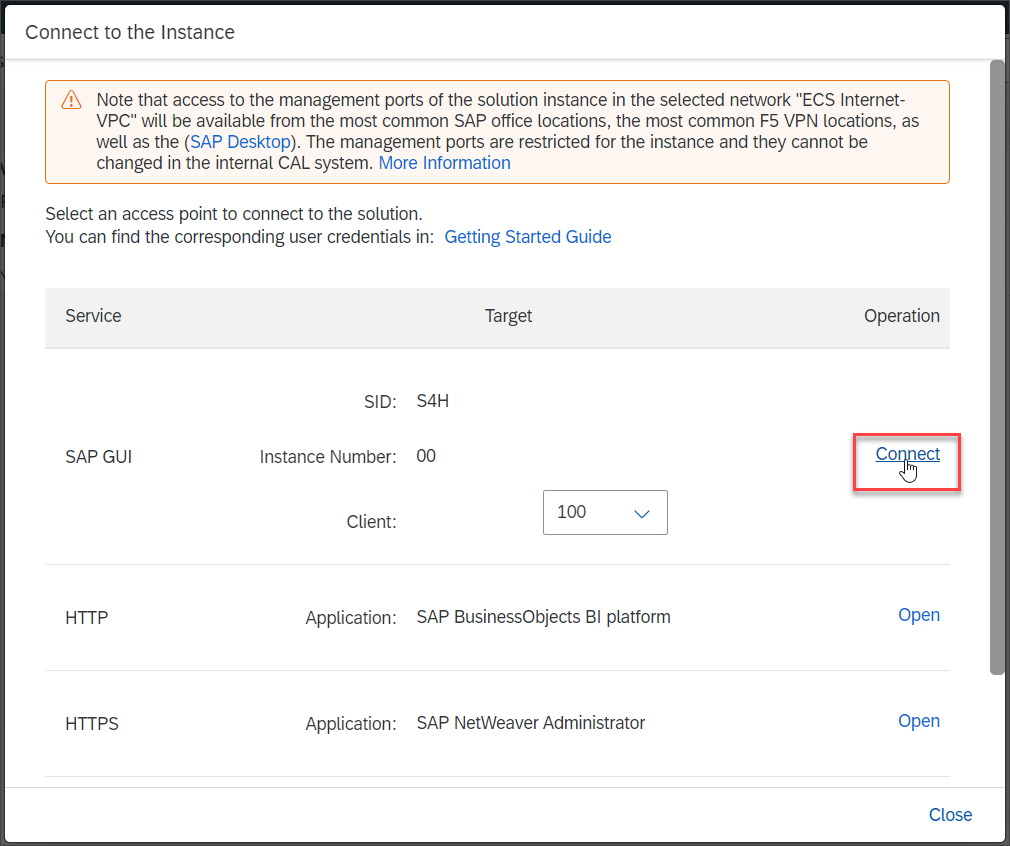 Connect to the Instance
Note that access to the management ports of the solution instance in the selected network "ECS Internet-
VPC" will be available from the most common SAP office locations, the most common F5 VPN locations, as
well as the (SAP Desktop). The management ports are restricted for the instance and they cannot be
changed in the internal CAL system. More Information
Select an access point to connect to the solution.
You can find the corresponding user credentials in: Getting Started Guide
Service Target Operation
SID: S4H
SAP GUI Instance Number: 00 Connect
Client: 100
HTTP Application: SAP BusinessObjects BI platform Open
HTTPS Application: SAP NetWeaver Administrator Open
Close